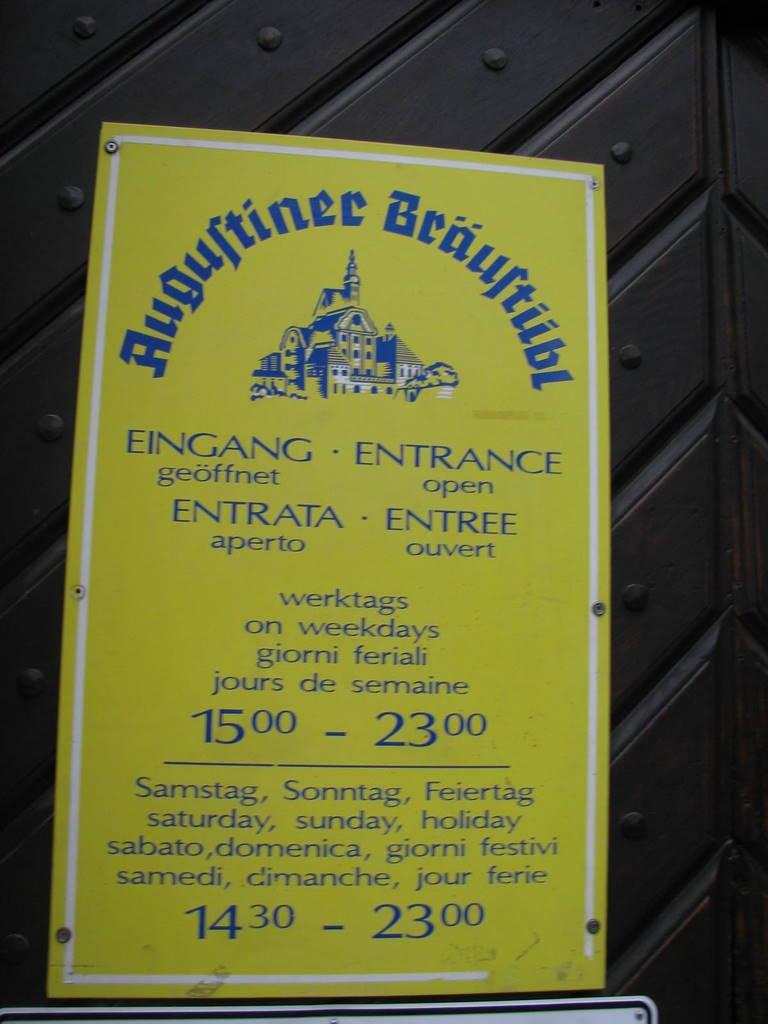 Augustiner Bräustübl
EINGANG · ENTRANCE
geöffnet open
ENTRATA · ENTREE
aperto ouvert
werktags
on weekdays
giorni feriali
jours de semaine
15⁰⁰ – 23⁰⁰
Samstag, Sonntag, Feiertag
saturday, sunday, holiday
sabato,domenica, giorni festivi
samedi, dimanche, jour ferie
14³⁰ – 23⁰⁰